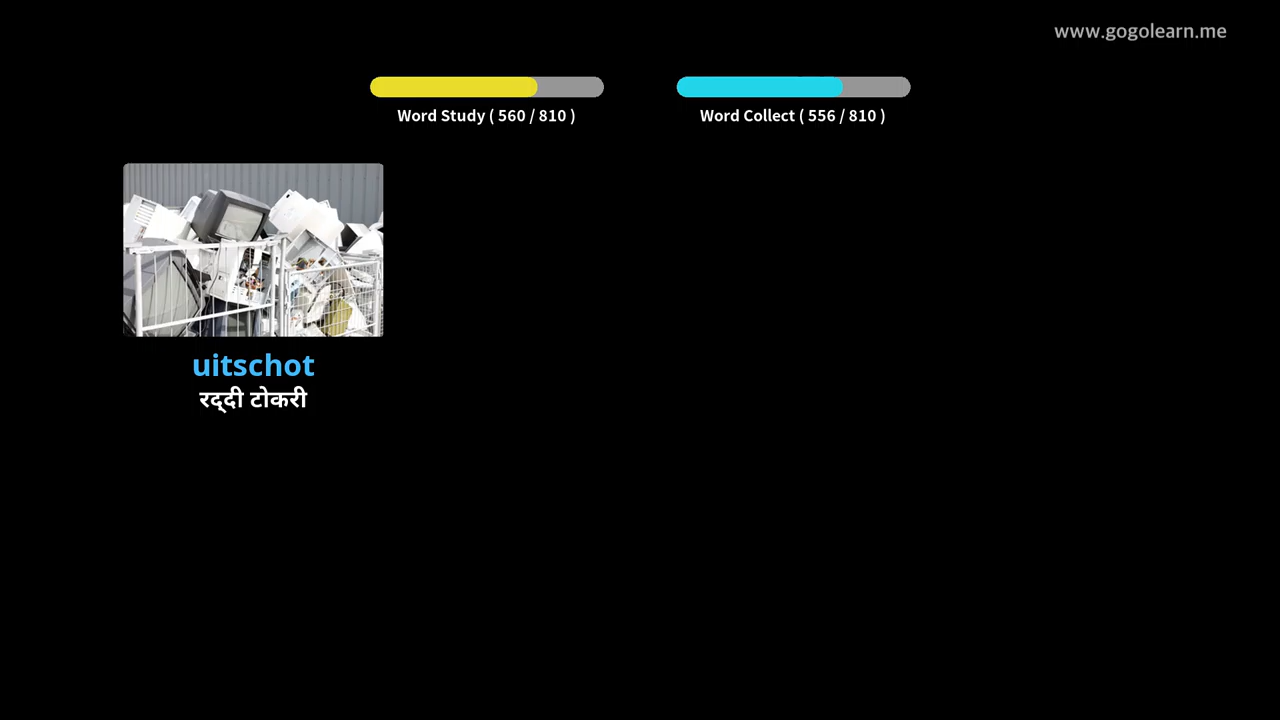 www.gogolearn.me
Word Study ( 560 / 810 )
Word Collect ( 556 / 810 )
uitschot
रद्दी टोकरी